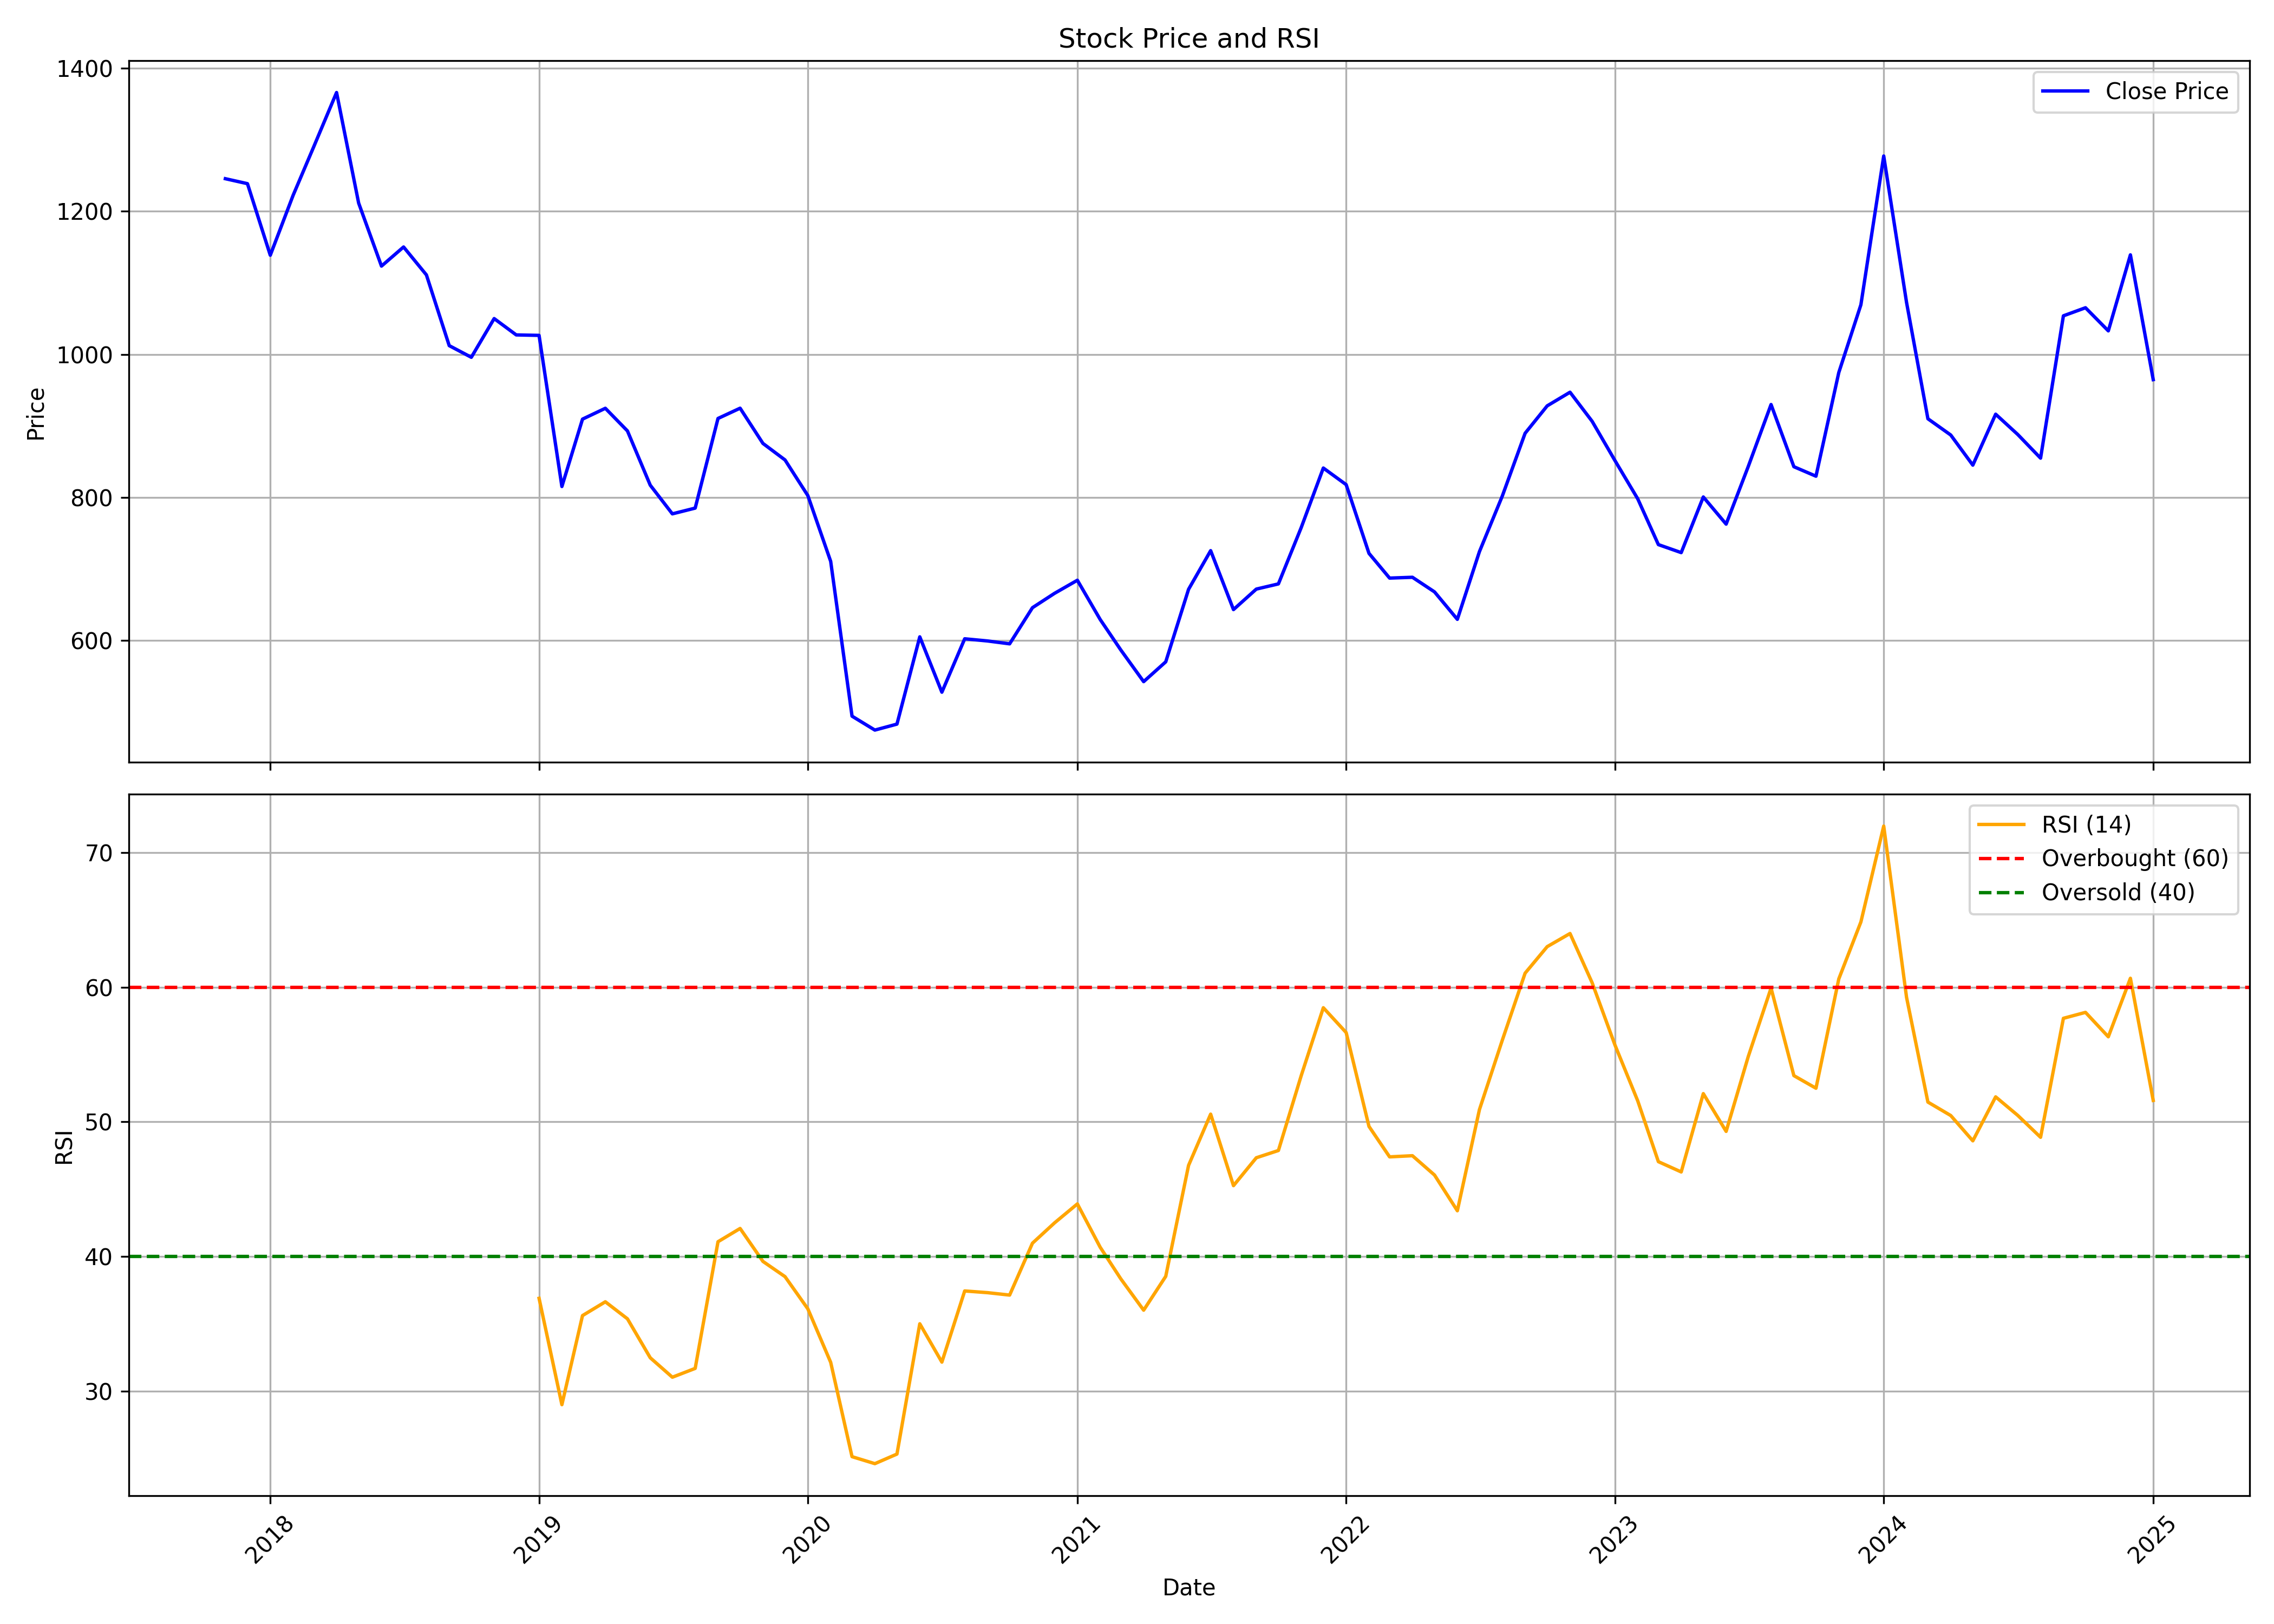 Stock Price and RSI
1400
1200
1000
800
600
Price
Close Price
70
60
50
40
30
RSI
RSI (14)
Overbought (60)
Oversold (40)
2018
2019
2020
2021
2022
2023
2024
2025
Date